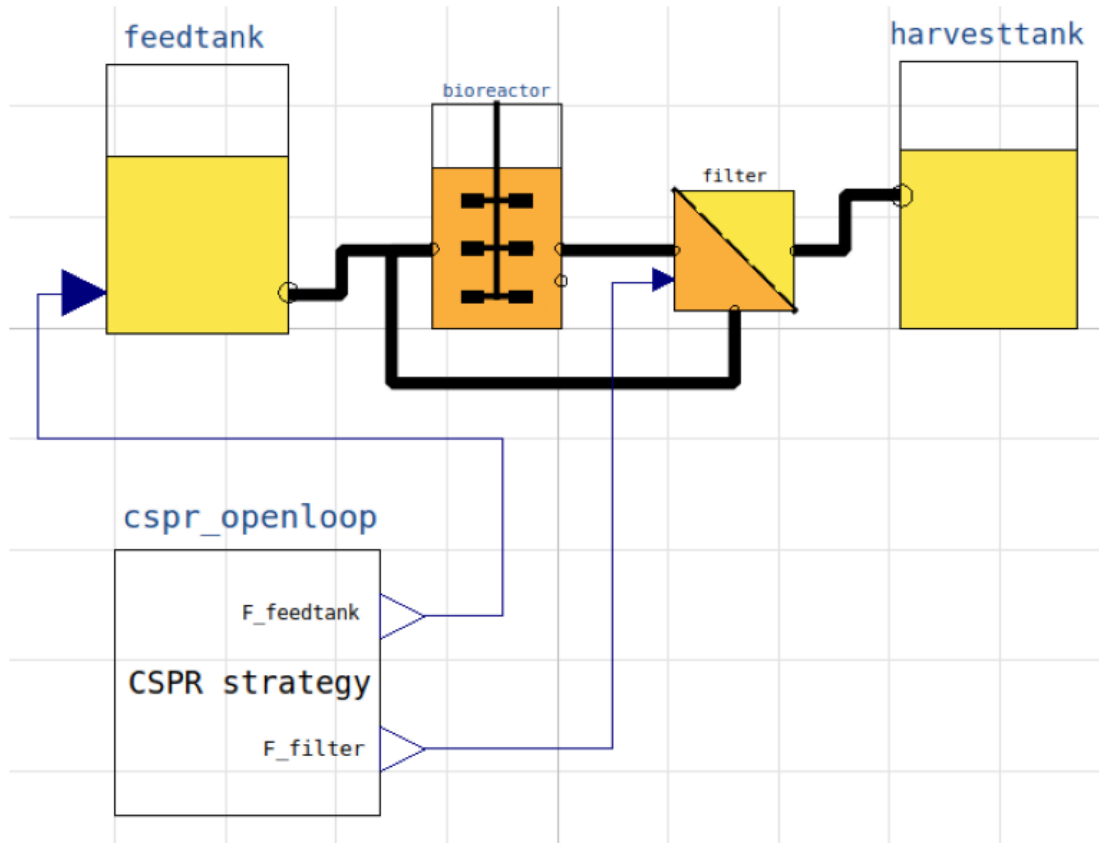 feedtank
harvesttank
bioreactor
filter
cspr_openloop
F_feedtank
CSPR strategy
F_filter